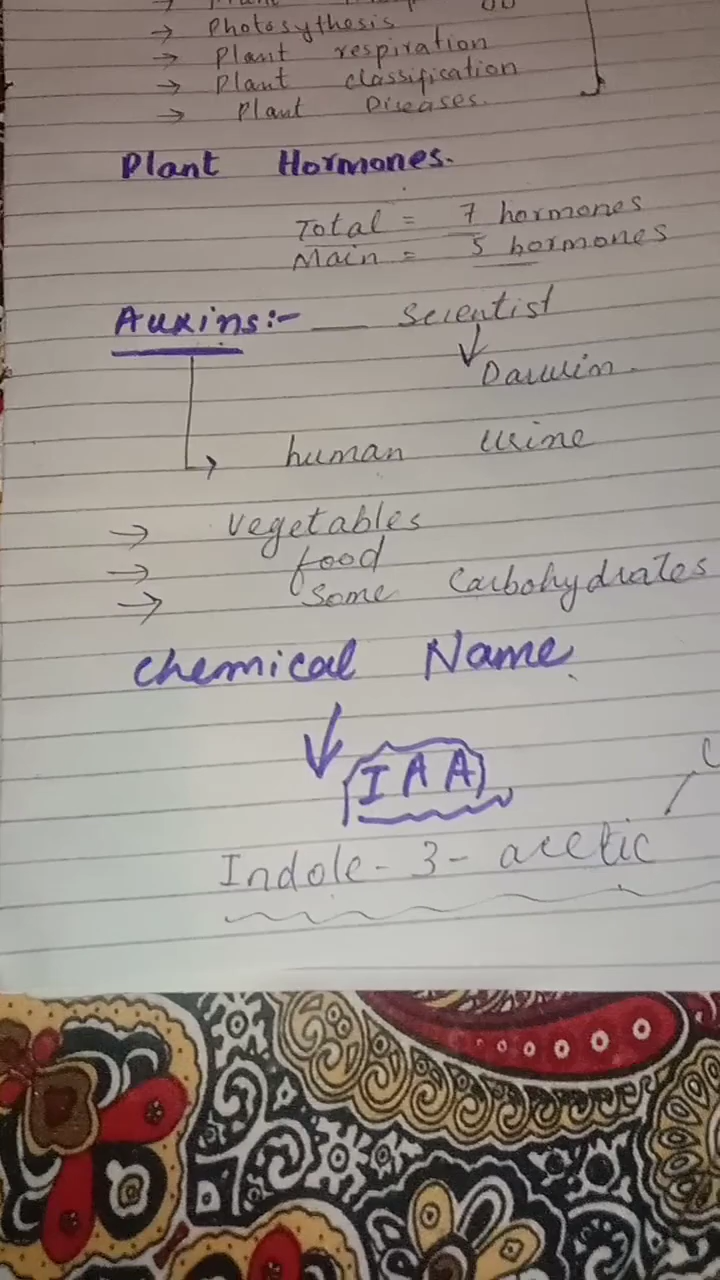 → Photosythesis
→ Plant respiration
→ Plant classification
→ Plant Diseases.
Plant Hormones.
Total = 7 hormones
Main = 5 hormones
Auxins:- Scientist
Darwin.
human urine
→ vegetables
→ food
→ Some Carbohydrates
Chemical Name
IAA
Indole-3-acetic